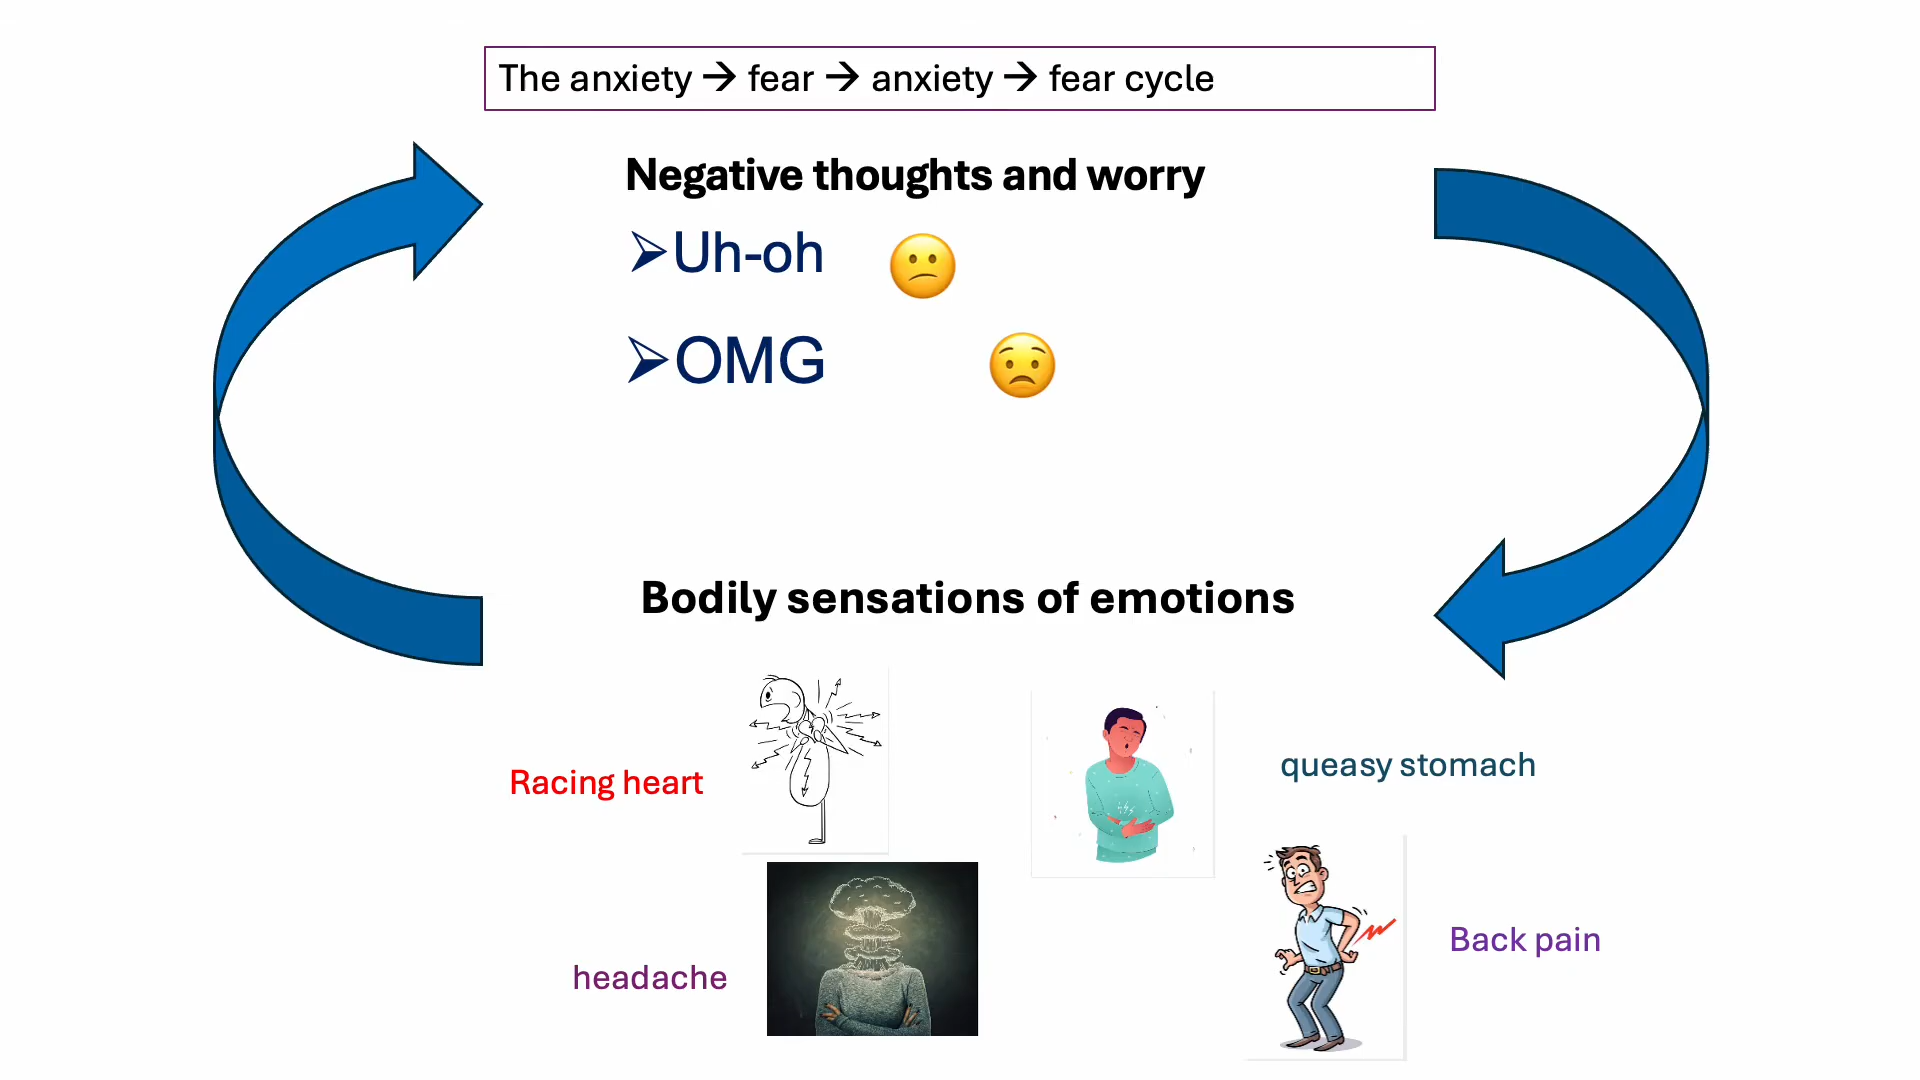 The anxiety → fear → anxiety → fear cycle
Negative thoughts and worry
➢Uh-oh
➢OMG
Bodily sensations of emotions
Racing heart
queasy stomach
headache
Back pain